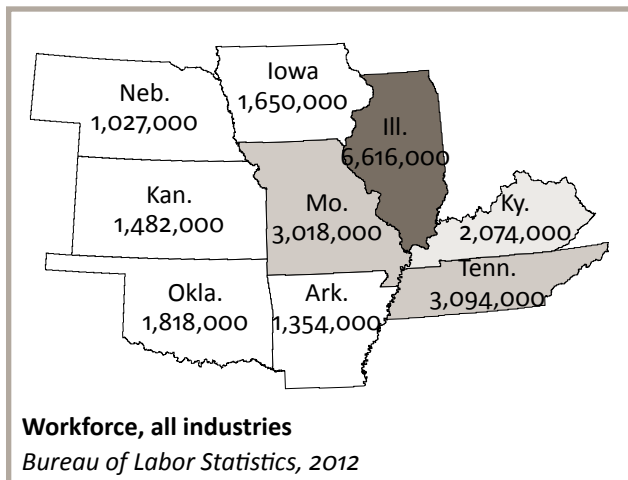 Iowa
1,650,000
Neb.
1,027,000
Ill.
6,616,000
Kan.
1,482,000
Mo.
3,018,000
Ky.
2,074,000
Tenn.
3,094,000
Okla.
1,818,000
Ark.
1,354,000
Workforce, all industries
Bureau of Labor Statistics, 2012